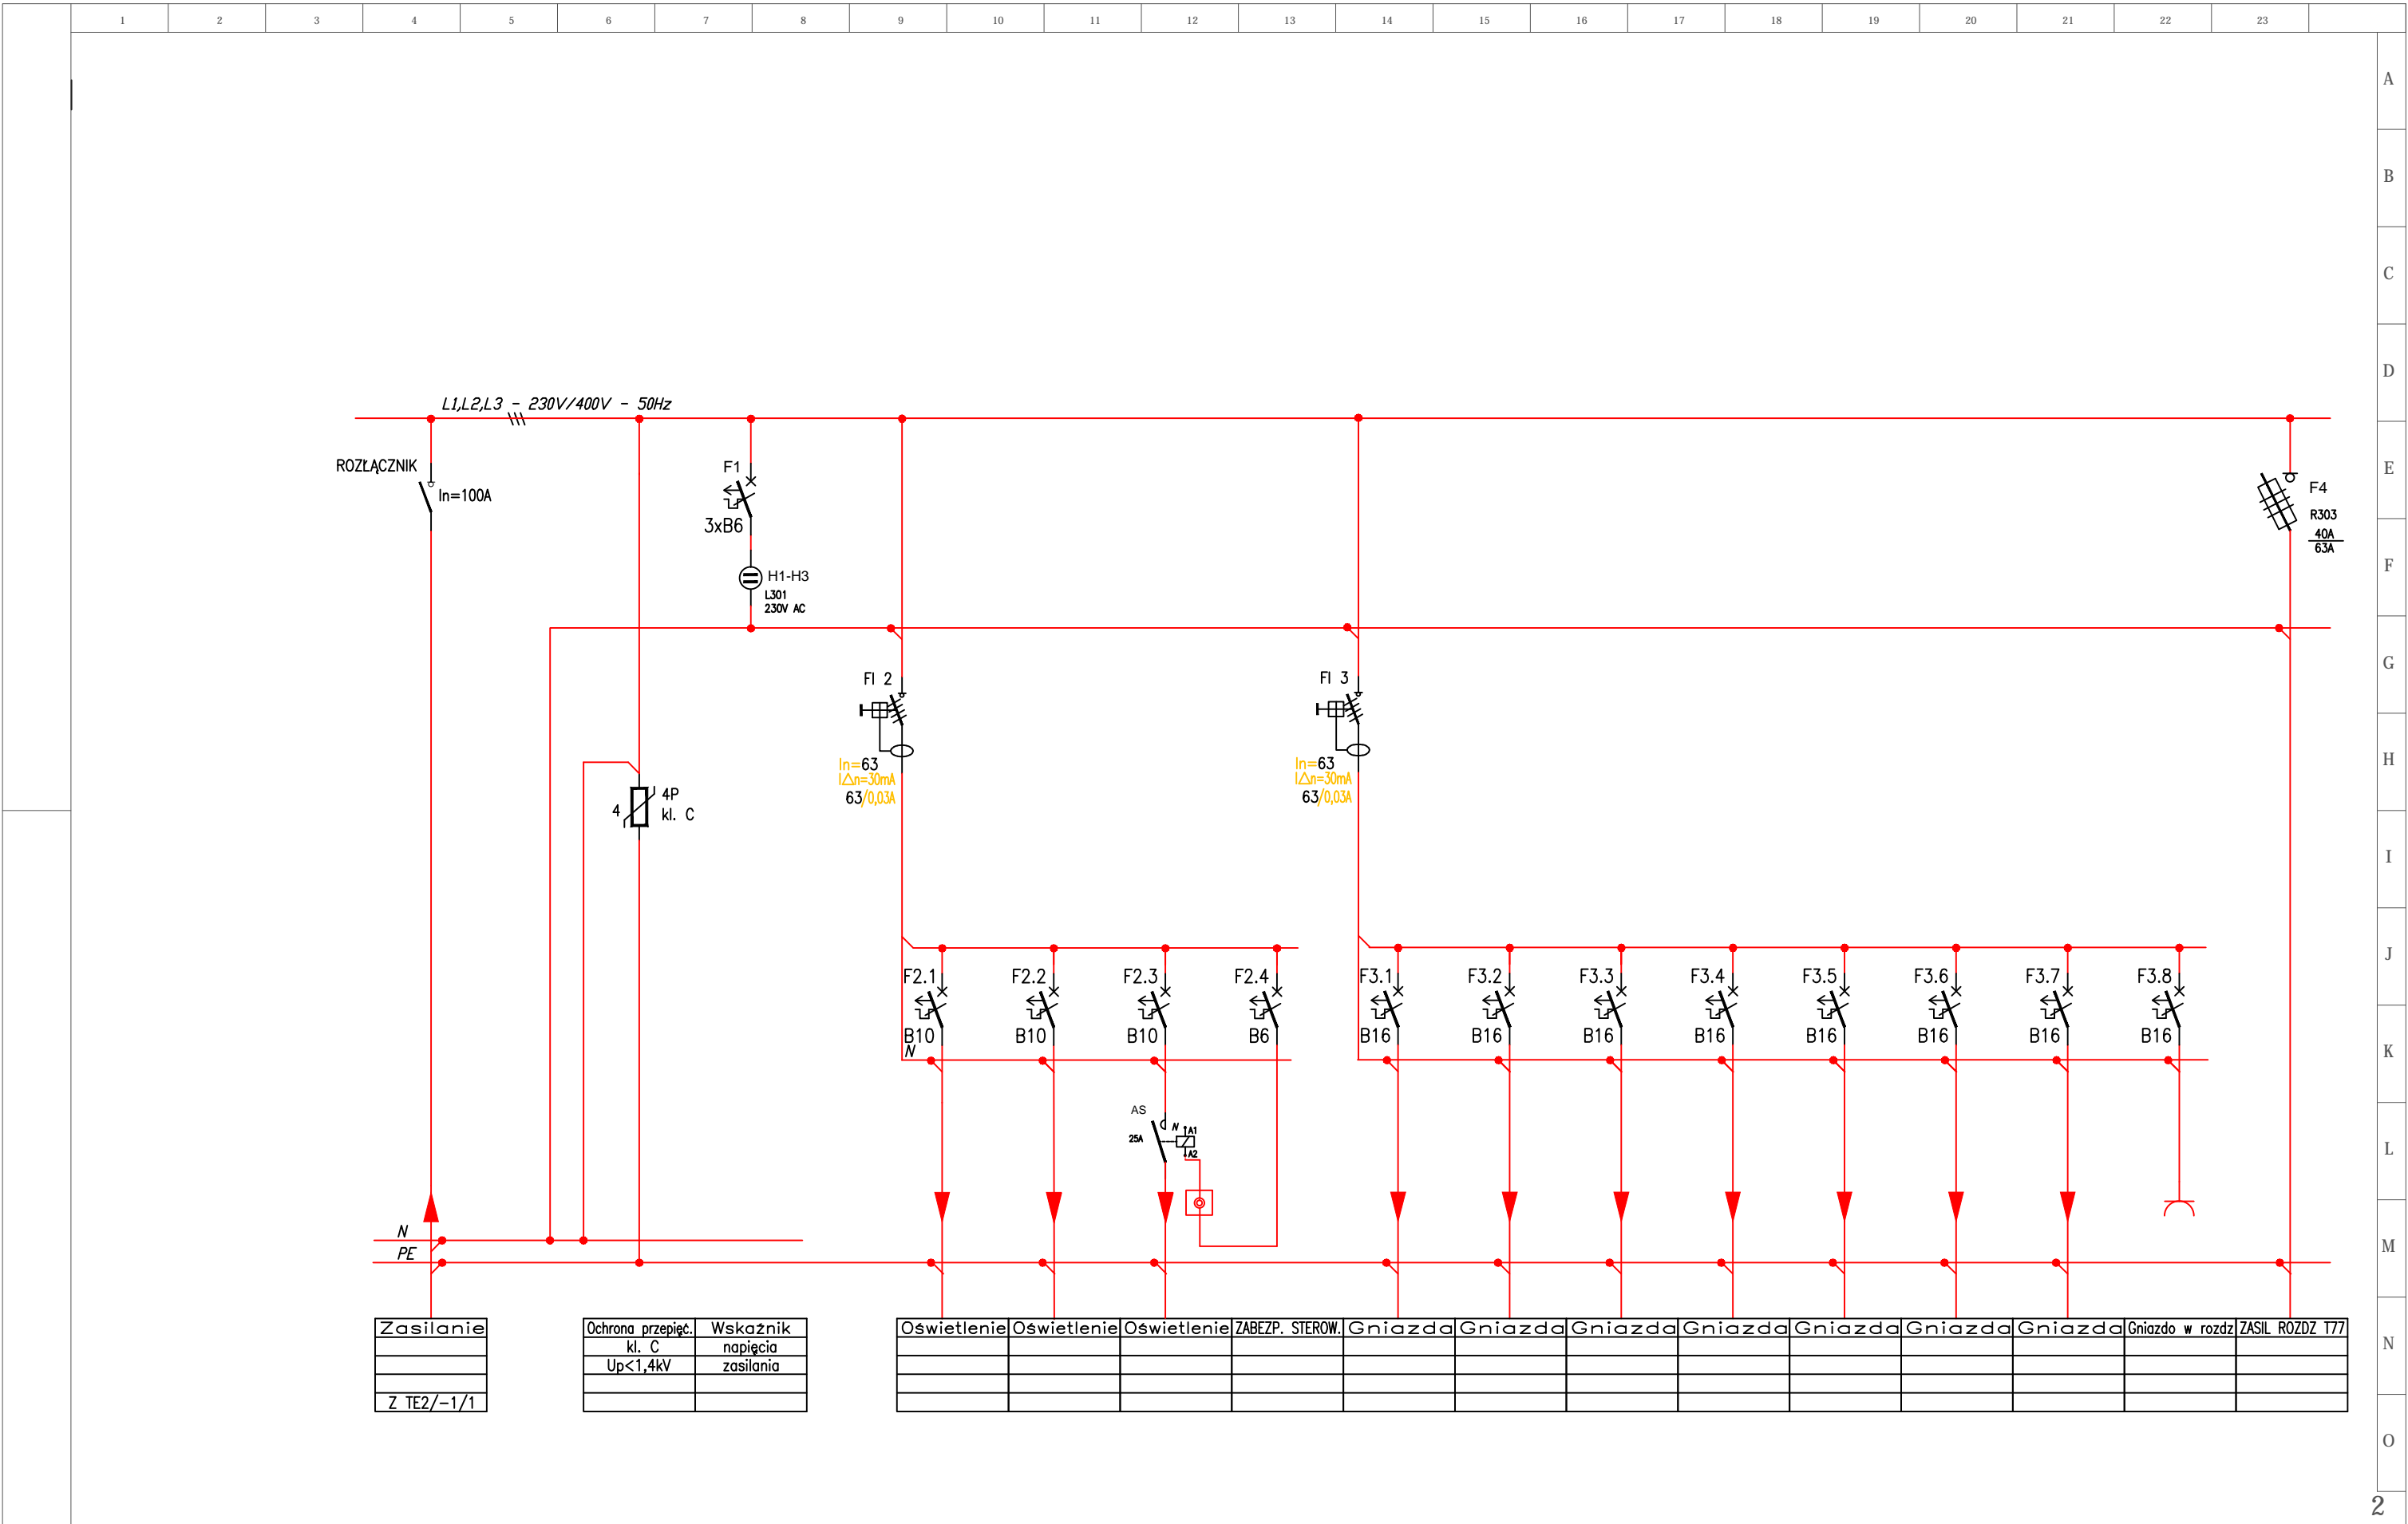 1 2 3 4 5 6 7 8 9 10 11 12 13 14 15 16 17 18 19 20 21 22 23
A
B
C
D
L1,L2,L3 - 230V/400V - 50Hz
E
ROZŁĄCZNIK
In=100A
F1
3xB6
F4
R303
40A
63A
F
H1-H3
L301
230V AC
G
FI 2
FI 3
H
In=63
I△n=30mA
63/0,03A
In=63
I△n=30mA
63/0,03A
4
4P
kl. C
I
J
F2.1 F2.2 F2.3 F2.4 F3.1 F3.2 F3.3 F3.4 F3.5 F3.6 F3.7 F3.8
B10 B10 B10 B6 B16 B16 B16 B16 B16 B16 B16 B16
N
K
AS
25A
N
A1
A2
L
N
PE
M
Zasilanie
Z TE2/-1/1
Ochrona przepięć.
kl. C
Up<1,4kV
Wskaźnik
napięcia
zasilania
Oświetlenie Oświetlenie Oświetlenie ZABEZP. STEROW. Gniazda Gniazda Gniazda Gniazda Gniazda Gniazda Gniazda Gniazdo w rozdz ZASIL ROZDZ T77
N
O
2